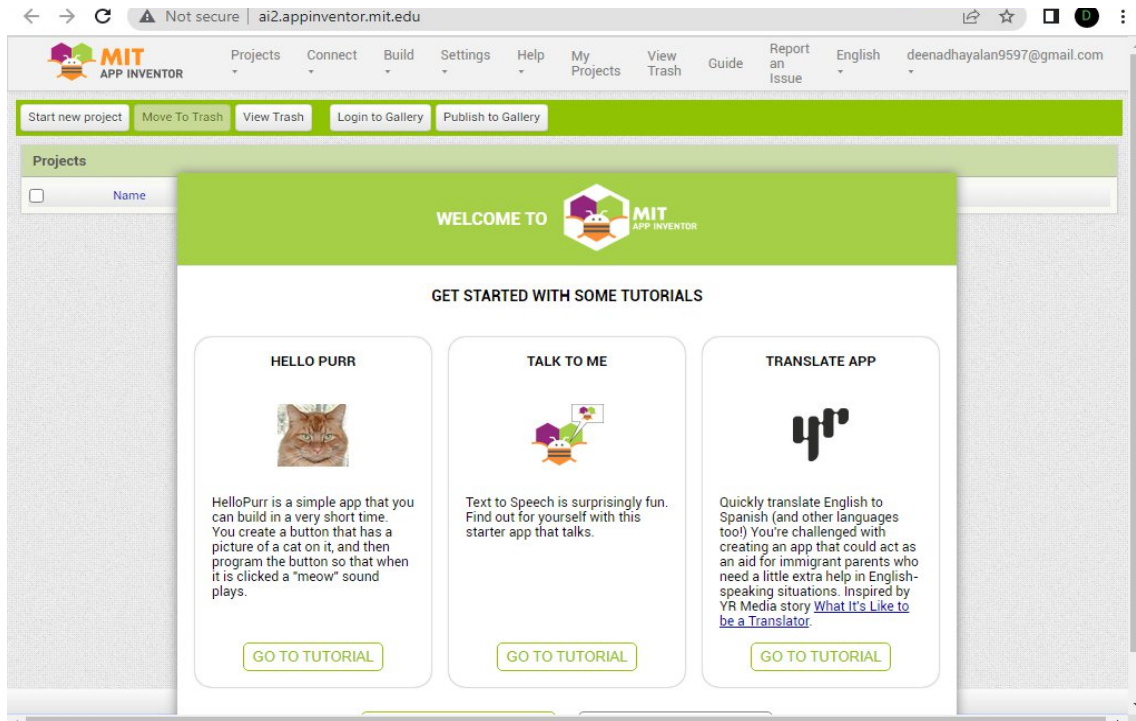 Not secure | ai2.appinventor.mit.edu
D
MIT
APP INVENTOR
Projects
Connect
Build
Settings
Help
My
Projects
View
Trash
Guide
Report
an
Issue
English
deenadhayalan9597@gmail.com
Start new project
Move To Trash
View Trash
Login to Gallery
Publish to Gallery
Projects
Name
WELCOME TO
MIT
APP INVENTOR
GET STARTED WITH SOME TUTORIALS
HELLO PURR
HelloPurr is a simple app that you
can build in a very short time.
You create a button that has a
picture of a cat on it, and then
program the button so that when
it is clicked a "meow" sound
plays.
GO TO TUTORIAL
TALK TO ME
Text to Speech is surprisingly fun.
Find out for yourself with this
starter app that talks.
GO TO TUTORIAL
TRANSLATE APP
yr
Quickly translate English to
Spanish (and other languages
too!) You're challenged with
creating an app that could act as
an aid for immigrant parents who
need a little extra help in English-
speaking situations. Inspired by
YR Media story What It's Like to
be a Translator.
GO TO TUTORIAL